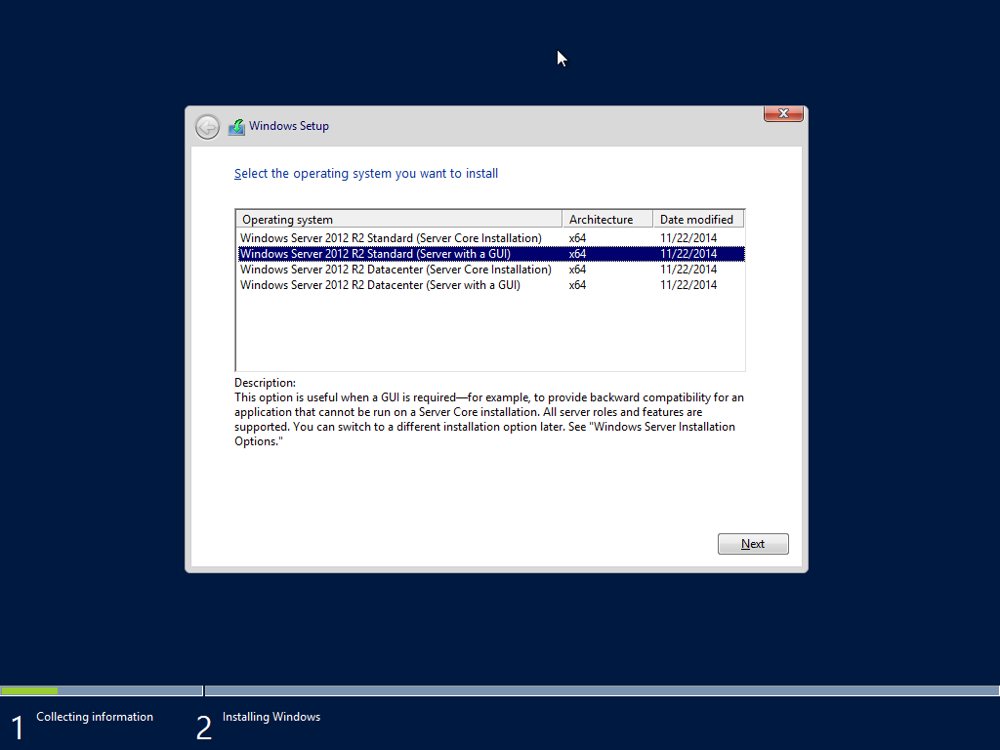 Windows Setup
Select the operating system you want to install
Operating system Architecture Date modified
Windows Server 2012 R2 Standard (Server Core Installation) x64 11/22/2014
Windows Server 2012 R2 Standard (Server with a GUI) x64 11/22/2014
Windows Server 2012 R2 Datacenter (Server Core Installation) x64 11/22/2014
Windows Server 2012 R2 Datacenter (Server with a GUI) x64 11/22/2014
Description:
This option is useful when a GUI is required—for example, to provide backward compatibility for an
application that cannot be run on a Server Core installation. All server roles and features are
supported. You can switch to a different installation option later. See "Windows Server Installation
Options."
Next
1 Collecting information 2 Installing Windows